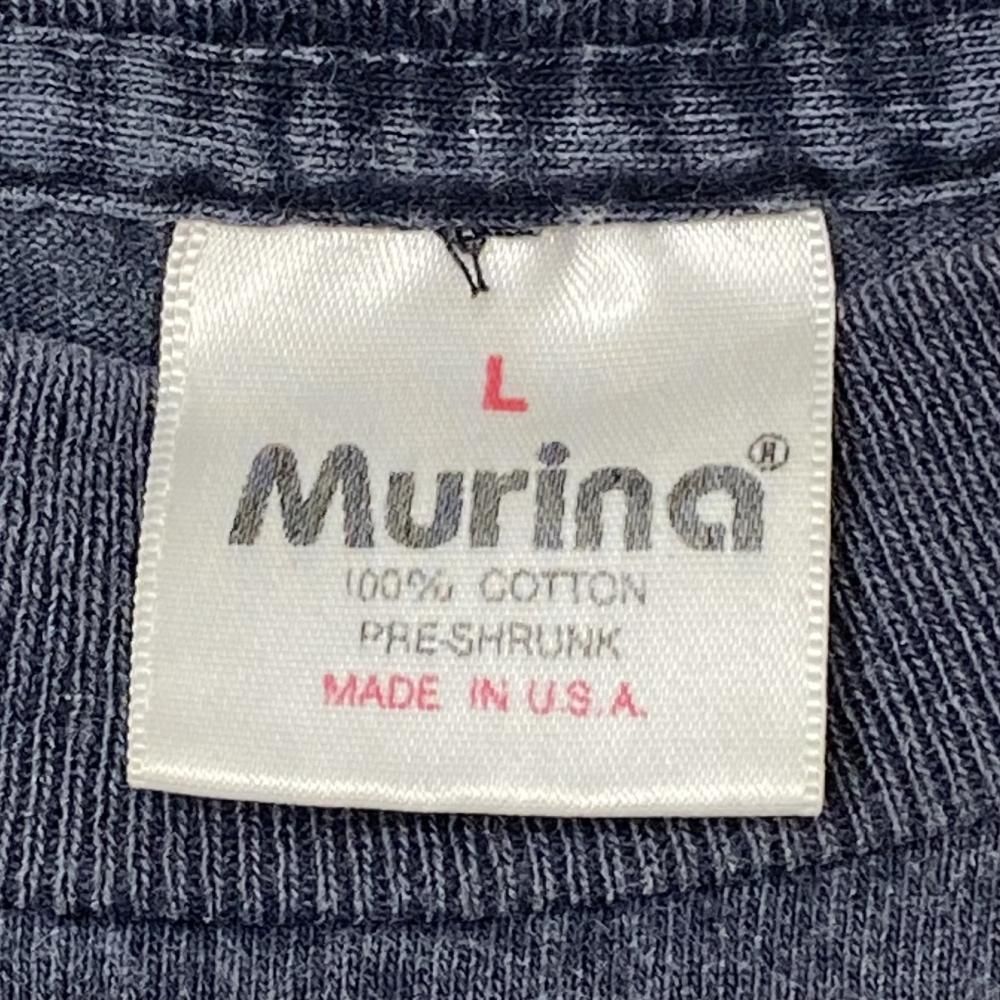 L
Murina®
100% COTTON
PRE-SHRUNK
MADE IN U.S.A.